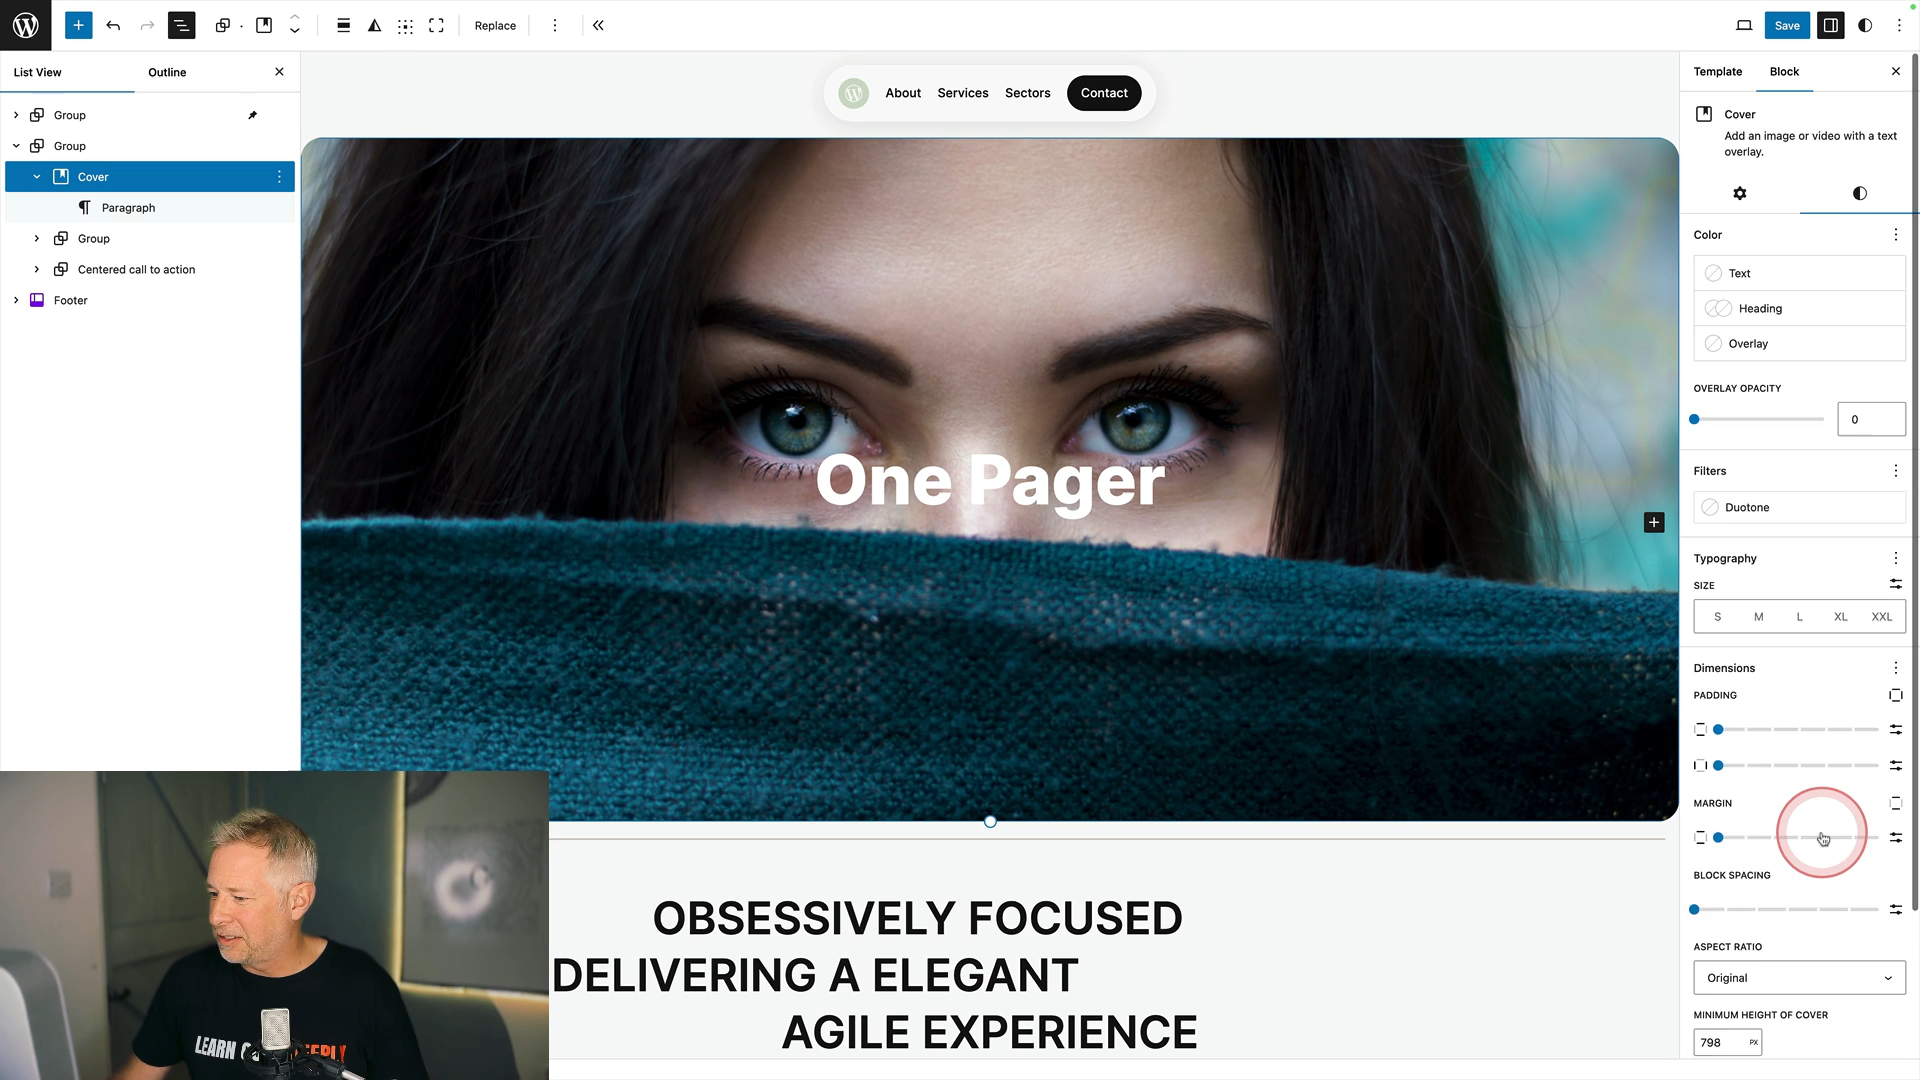 Replace
Save
List View
Outline
Group
Group
Cover
Paragraph
Group
Centered call to action
Footer
About
Services
Sectors
Contact
One Pager
OBSESSIVELY FOCUSED
DELIVERING A ELEGANT
AGILE EXPERIENCE
LEARN
Template
Block
Cover
Add an image or video with a text
overlay.
Color
Text
Heading
Overlay
OVERLAY OPACITY
0
Filters
Duotone
Typography
SIZE
S M L XL XXL
Dimensions
PADDING
MARGIN
BLOCK SPACING
ASPECT RATIO
Original
MINIMUM HEIGHT OF COVER
798 PX